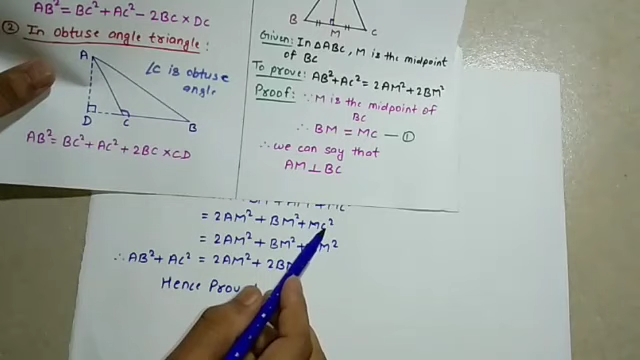 AB² = BC² + AC² - 2BC × DC
② In obtuse angle triangle:
A
∠C is obtuse angle
D C B
AB² = BC² + AC² + 2BC × CD
B M C
Given: In △ABC, M is the midpoint
of BC
To prove: AB² + AC² = 2AM² + 2BM²
Proof: ∵ M is the midpoint of
BC
∴ BM = MC — ①
∴ we can say that
AM ⊥ BC
= 2AM² + BM² + MC²
= 2AM² + BM² + M²
∴ AB² + AC² = 2AM² + 2BM
Hence Prov